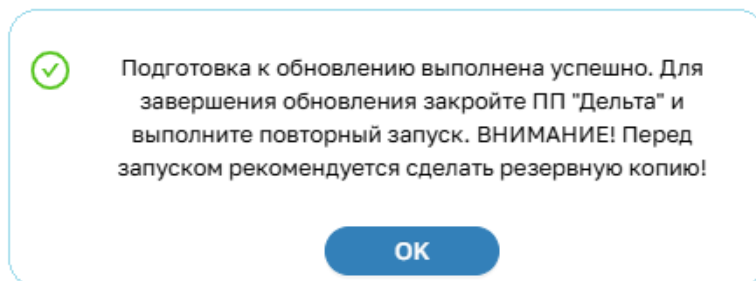 Подготовка к обновлению выполнена успешно. Для
завершения обновления закройте ПП "Дельта" и
выполните повторный запуск. ВНИМАНИЕ! Перед
запуском рекомендуется сделать резервную копию!
ОК